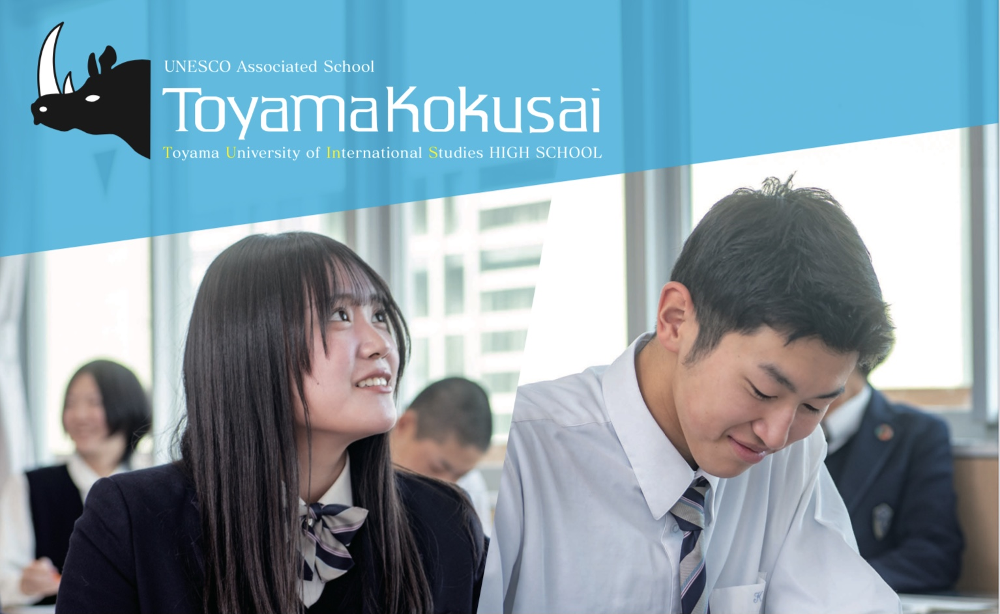 UNESCO Associated School
ToyamaKokusai
Toyama University of International Studies HIGH SCHOOL
K